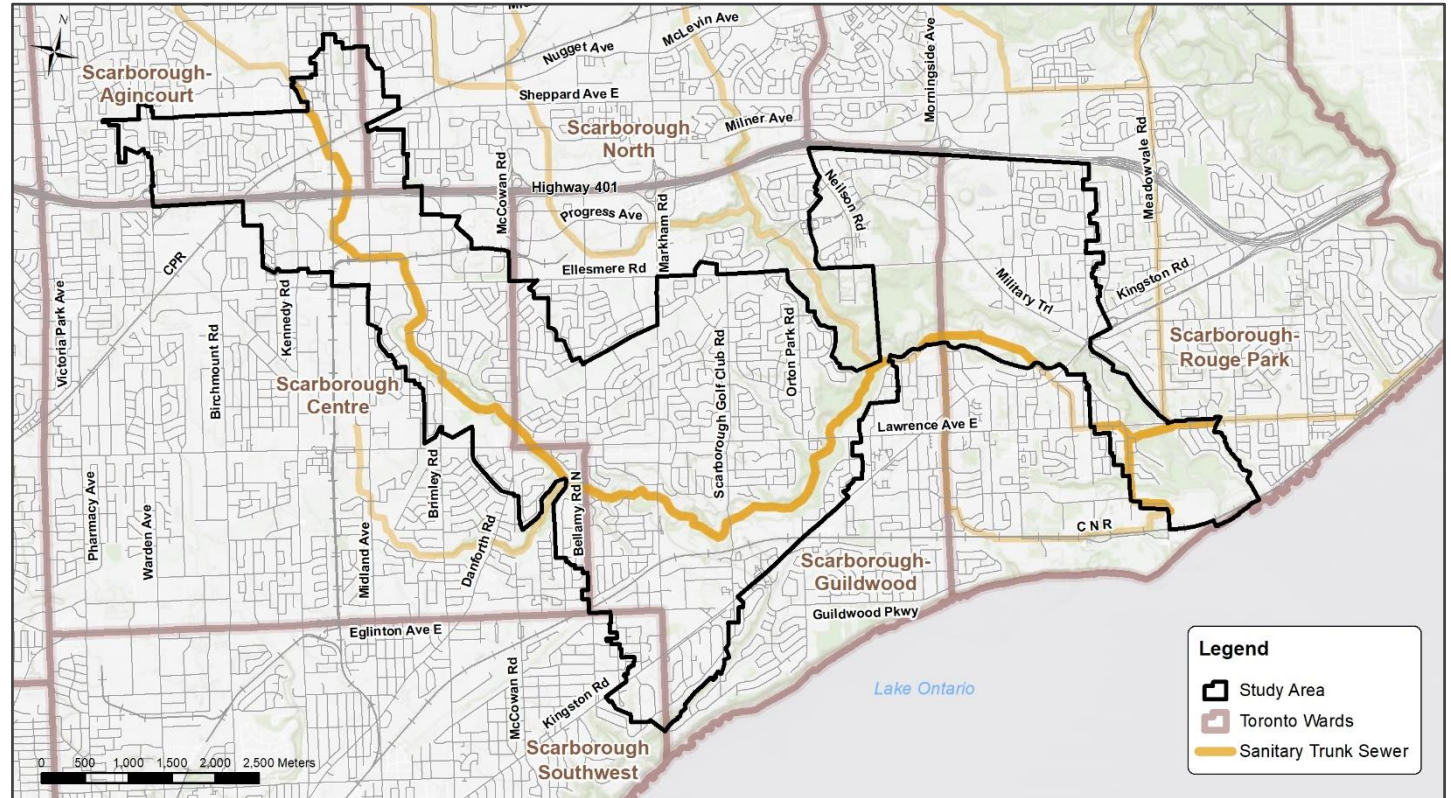 Nugget Ave
McLevin Ave
Morningside Ave
Scarborough-
Agincourt
Sheppard Ave E
Scarborough
North
Milner Ave
Meadowvale Rd
McCowan Rd
Highway 401
Neilson Rd
Progress Ave
Markham Rd
CPR
Ellesmere Rd
Military Trl
Kingston Rd
Victoria Park Ave
Birchmount Rd
Kennedy Rd
Scarborough Golf Club Rd
Orton Park Rd
Scarborough-
Rouge Park
Scarborough
Centre
Lawrence Ave E
Pharmacy Ave
Warden Ave
Midland Ave
Brimley Rd
Danforth Rd
Bellamy Rd N
C N R
Scarborough-
Guildwood
Guildwood Pkwy
Eglinton Ave E
McCowan Rd
Kingston Rd
Lake Ontario
Scarborough
Southwest
Legend
Study Area
Toronto Wards
Sanitary Trunk Sewer
0 500 1,000 1,500 2,000 2,500 Meters